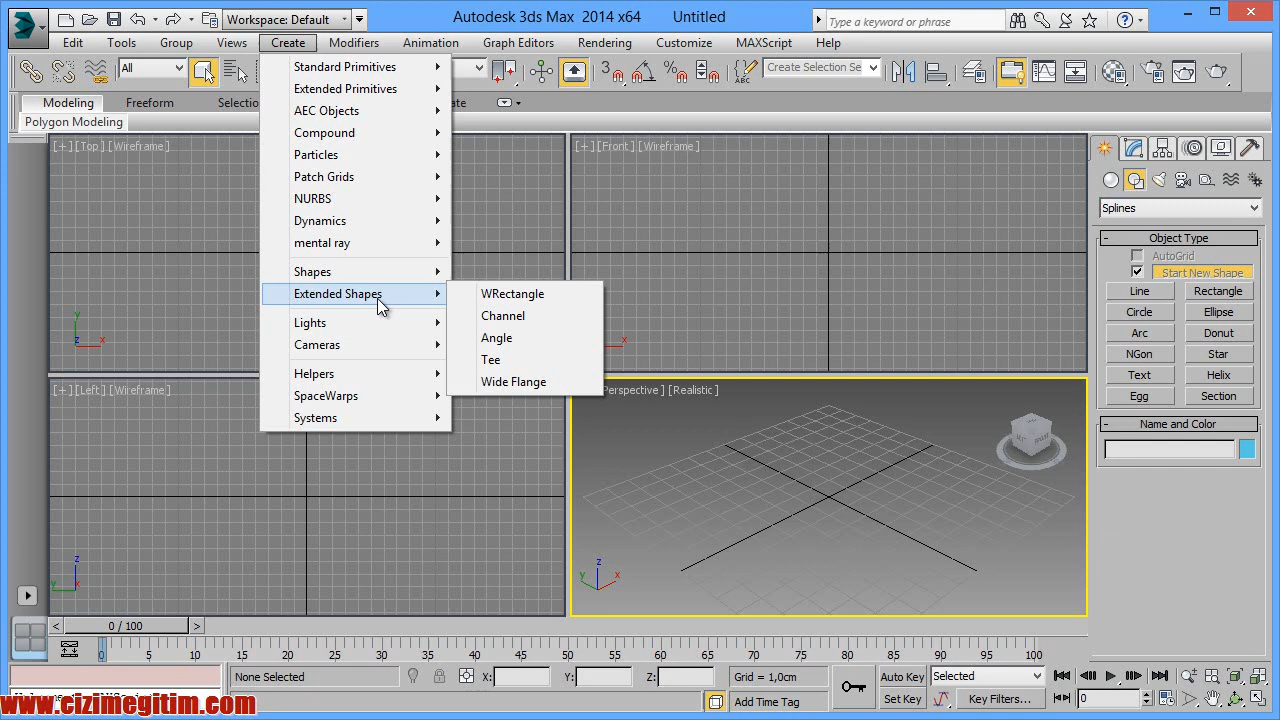 Workspace: Default
Autodesk 3ds Max 2014 x64 Untitled
Type a keyword or phrase
Edit Tools Group Views Create Modifiers Animation Graph Editors Rendering Customize MAXScript Help
All
Create Selection Se
Modeling Freeform Selectio
ate
Polygon Modeling
Standard Primitives
Extended Primitives
AEC Objects
Compound
Particles
Patch Grids
NURBS
Dynamics
mental ray
Shapes
Extended Shapes
Lights
Cameras
Helpers
SpaceWarps
Systems
WRectangle
Channel
Angle
Tee
Wide Flange
[+][Top][Wireframe]
[+][Front][Wireframe]
[+][Left][Wireframe]
Perspective][Realistic]
y
z x
x
z
y x
z
y x
Splines
- Object Type
AutoGrid
Start New Shape
Line Rectangle
Circle Ellipse
Arc Donut
NGon Star
Text Helix
Egg Section
- Name and Color
< 0 / 100 >
0 5 10 15 20 25 30 35 40 45 50 55 60 65 70 75 80 85 90 95 100
None Selected X: Y: Z: Grid = 1,0cm Auto Key Selected
Add Time Tag Set Key Key Filters... 0
www.cizimegitim.com